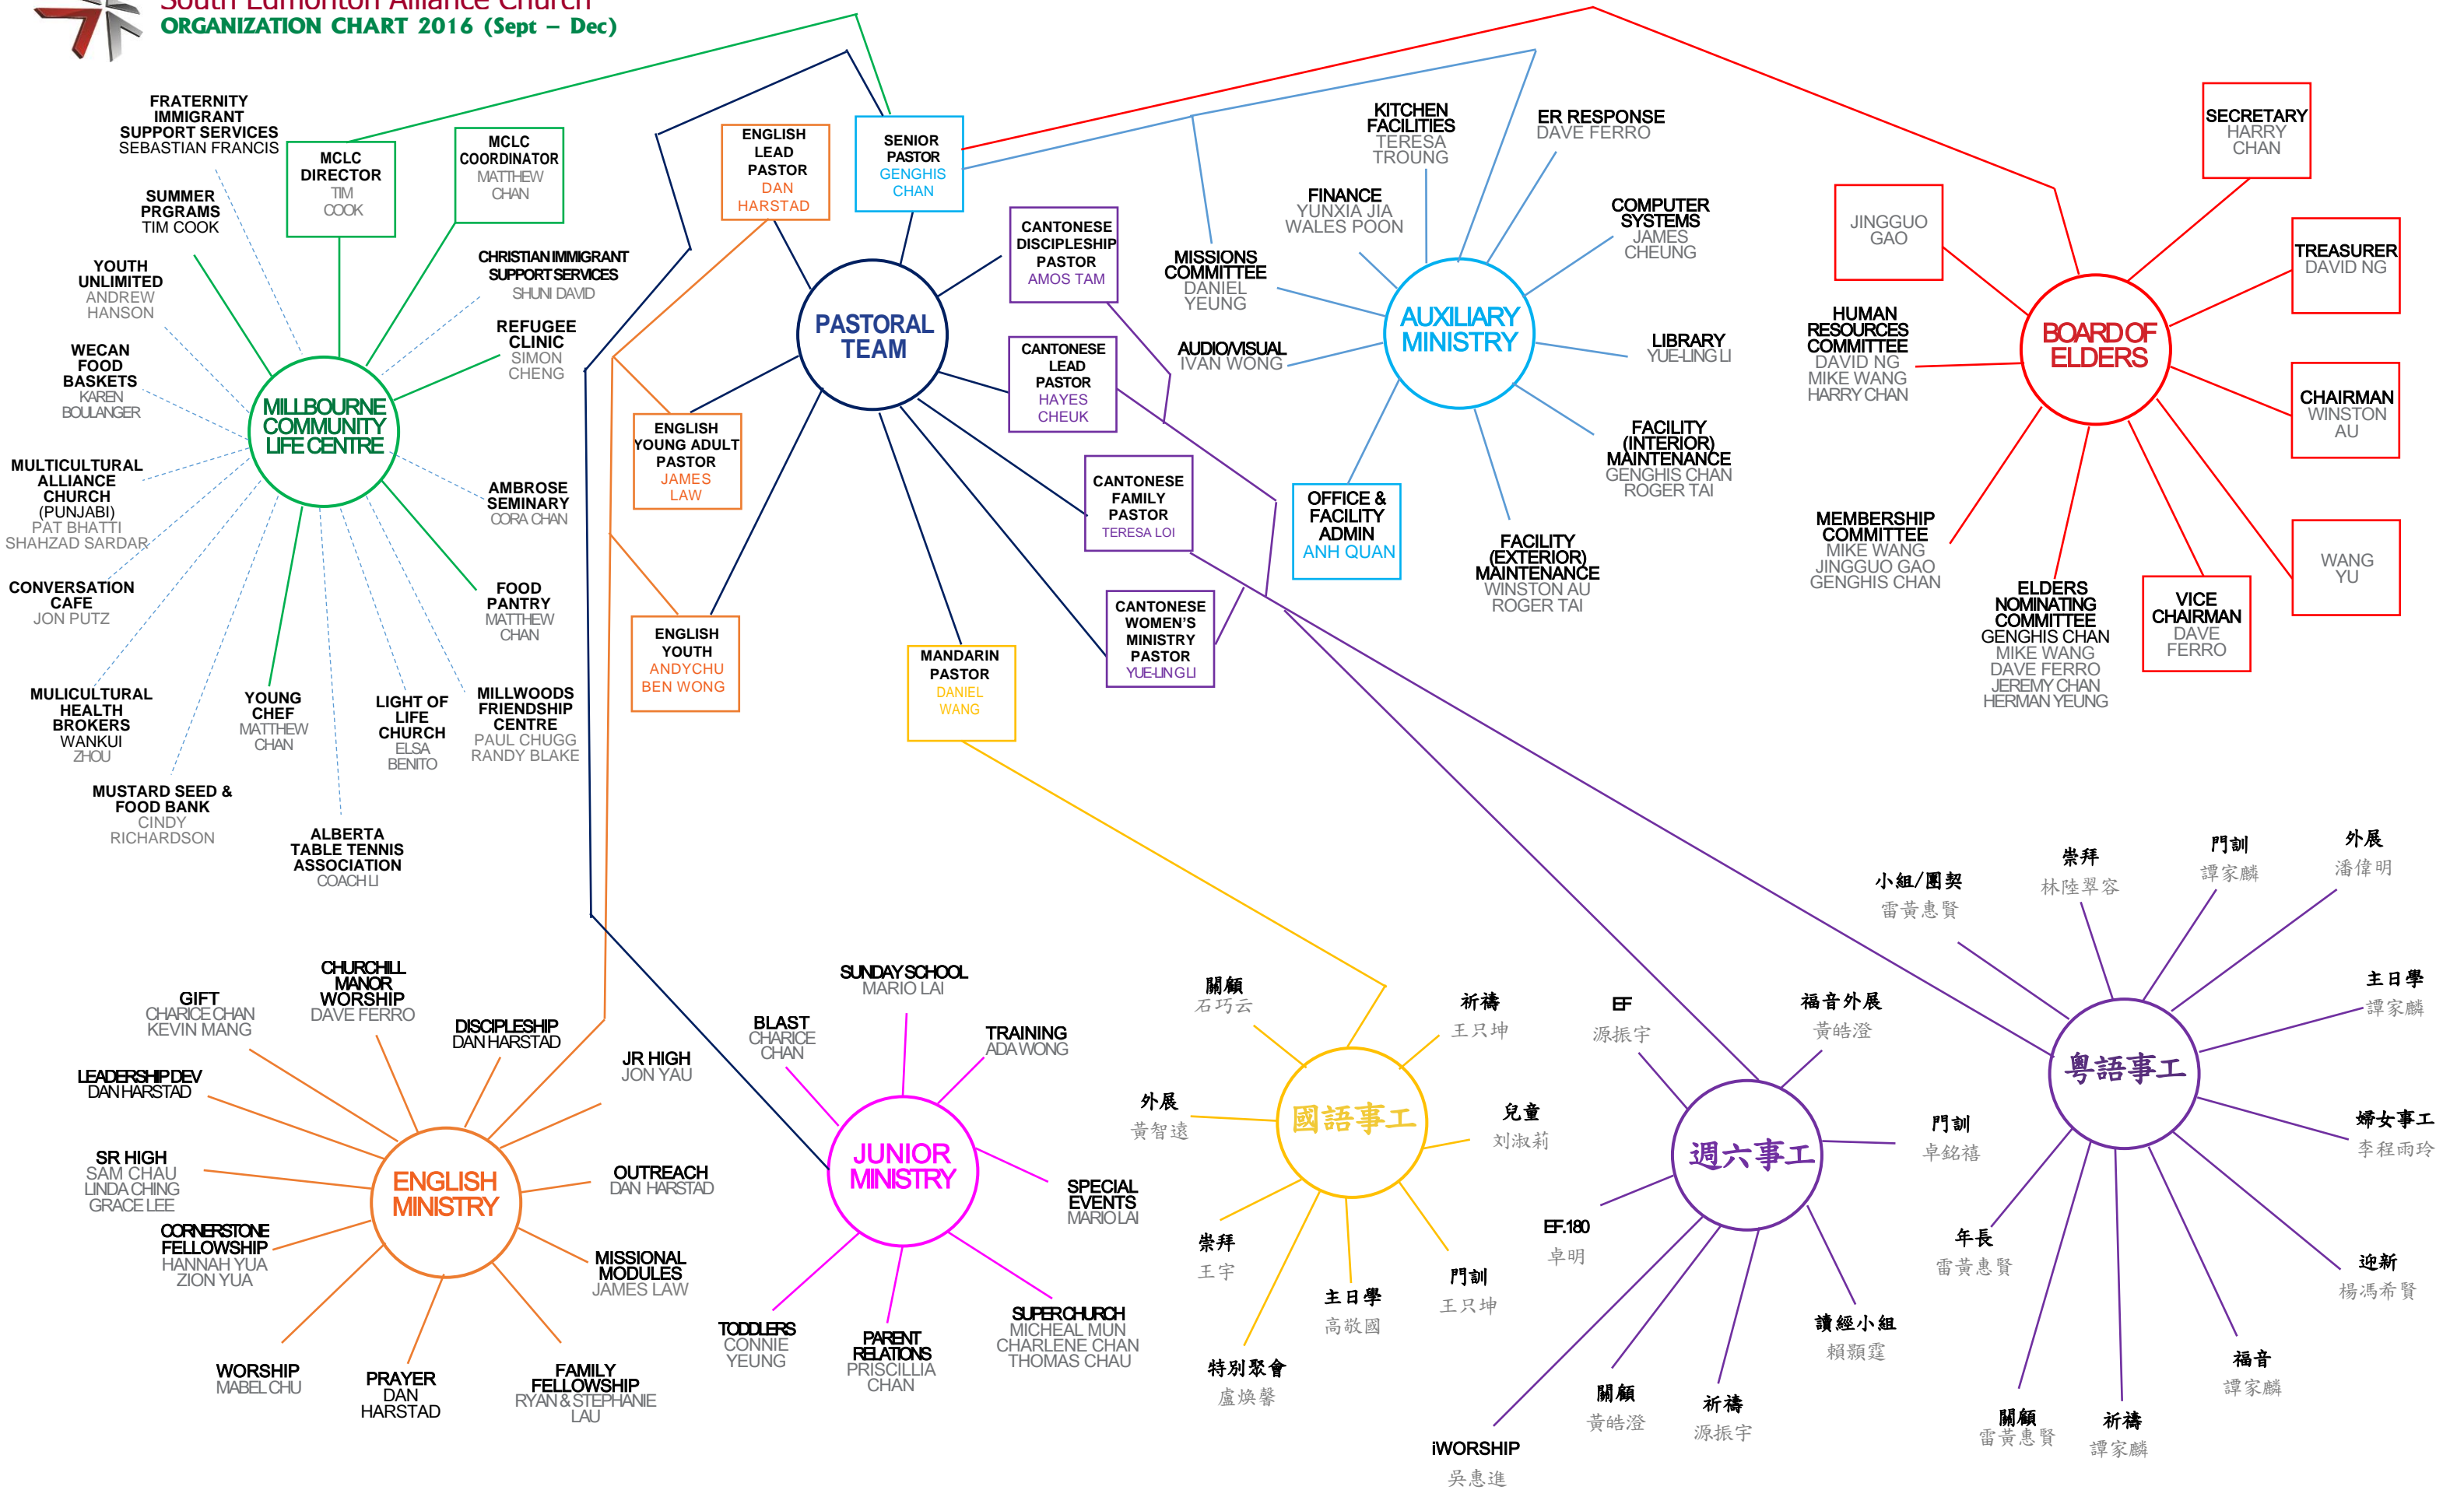 South Edmonton Alliance Church
ORGANIZATION CHART 2016 (Sept – Dec)
FRATERNITY
IMMIGRANT
SUPPORT SERVICES
SEBASTIAN FRANCIS
MCLC
DIRECTOR
TIM
COOK
MCLC
COORDINATOR
MATTHEW
CHAN
SUMMER
PRGRAMS
TIM COOK
CHRISTIAN IMMIGRANT
SUPPORT SERVICES
SHUNI DAVID
YOUTH
UNLIMITED
ANDREW
HANSON
REFUGEE
CLINIC
SIMON
CHENG
WECAN
FOOD
BASKETS
KAREN
BOULANGER
MILLBOURNE
COMMUNITY
LIFE CENTRE
MULTICULTURAL
ALLIANCE
CHURCH
(PUNJABI)
PAT BHATTI
SHAHZAD SARDAR
AMBROSE
SEMINARY
CORA CHAN
CONVERSATION
CAFE
JON PUTZ
FOOD
PANTRY
MATTHEW
CHAN
MULICULTURAL
HEALTH
BROKERS
WANKUI
ZHOU
YOUNG
CHEF
MATTHEW
CHAN
LIGHT OF
LIFE
CHURCH
ELSA
BENITO
MILLWOODS
FRIENDSHIP
CENTRE
PAUL CHUGG
RANDY BLAKE
MUSTARD SEED &
FOOD BANK
CINDY
RICHARDSON
ALBERTA
TABLE TENNIS
ASSOCIATION
COACH LI
ENGLISH
LEAD
PASTOR
DAN
HARSTAD
SENIOR
PASTOR
GENGHIS
CHAN
CANTONESE
DISCIPLESHIP
PASTOR
AMOS TAM
PASTORAL
TEAM
CANTONESE
LEAD
PASTOR
HAYES
CHEUK
ENGLISH
YOUNG ADULT
PASTOR
JAMES
LAW
CANTONESE
FAMILY
PASTOR
TERESA LOI
ENGLISH
YOUTH
ANDYCHU
BEN WONG
MANDARIN
PASTOR
DANIEL
WANG
CANTONESE
WOMEN'S
MINISTRY
PASTOR
YUE-LING LI
KITCHEN
FACILITIES
TERESA
TROUNG
ER RESPONSE
DAVE FERRO
FINANCE
YUNXIA JIA
WALES POON
COMPUTER
SYSTEMS
JAMES
CHEUNG
MISSIONS
COMMITTEE
DANIEL
YEUNG
AUXILIARY
MINISTRY
AUDIO/VISUAL
IVAN WONG
LIBRARY
YUE-LING LI
FACILITY
(INTERIOR)
MAINTENANCE
GENGHIS CHAN
ROGER TAI
OFFICE &
FACILITY
ADMIN
ANH QUAN
FACILITY
(EXTERIOR)
MAINTENANCE
WINSTON AU
ROGER TAI
SECRETARY
HARRY
CHAN
JINGGUO
GAO
TREASURER
DAVID NG
HUMAN
RESOURCES
COMMITTEE
DAVID NG
MIKE WANG
HARRY CHAN
BOARD OF
ELDERS
CHAIRMAN
WINSTON
AU
MEMBERSHIP
COMMITTEE
MIKE WANG
JINGGUO GAO
GENGHIS CHAN
WANG
YU
ELDERS
NOMINATING
COMMITTEE
GENGHIS CHAN
MIKE WANG
DAVE FERRO
JEREMY CHAN
HERMAN YEUNG
VICE
CHAIRMAN
DAVE
FERRO
GIFT
CHARICE CHAN
KEVIN MANG
CHURCHILL
MANOR
WORSHIP
DAVE FERRO
DISCIPLESHIP
DAN HARSTAD
JR HIGH
JON YAU
LEADERSHIP DEV
DAN HARSTAD
SR HIGH
SAM CHAU
LINDA CHING
GRACE LEE
ENGLISH
MINISTRY
OUTREACH
DAN HARSTAD
CORNERSTONE
FELLOWSHIP
HANNAH YUA
ZION YUA
MISSIONAL
MODULES
JAMES LAW
WORSHIP
MABEL CHU
PRAYER
DAN
HARSTAD
FAMILY
FELLOWSHIP
RYAN & STEPHANIE
LAU
SUNDAY SCHOOL
MARIO LAI
BLAST
CHARICE
CHAN
TRAINING
ADA WONG
JUNIOR
MINISTRY
SPECIAL
EVENTS
MARIO LAI
TODDLERS
CONNIE
YEUNG
PARENT
RELATIONS
PRISCILLIA
CHAN
SUPER CHURCH
MICHEAL MUN
CHARLENE CHAN
THOMAS CHAU
關顧
石巧云
祈禱
王只坤
外展
黃智遠
國語事工
兒童
刘淑莉
崇拜
王宇
主日學
高敬國
門訓
王只坤
特別聚會
盧煥馨
EF
源振宇
福音外展
黃皓澄
週六事工
門訓
卓銘禧
EF.180
卓明
讀經小組
賴顥霆
關顧
黃皓澄
祈禱
源振宇
iWORSHIP
吳惠進
小組/團契
雷黃惠賢
崇拜
林陸翠容
門訓
譚家麟
外展
潘偉明
主日學
譚家麟
粵語事工
婦女事工
李程雨玲
年長
雷黃惠賢
迎新
楊馮希賢
福音
譚家麟
關顧
雷黃惠賢
祈禱
譚家麟